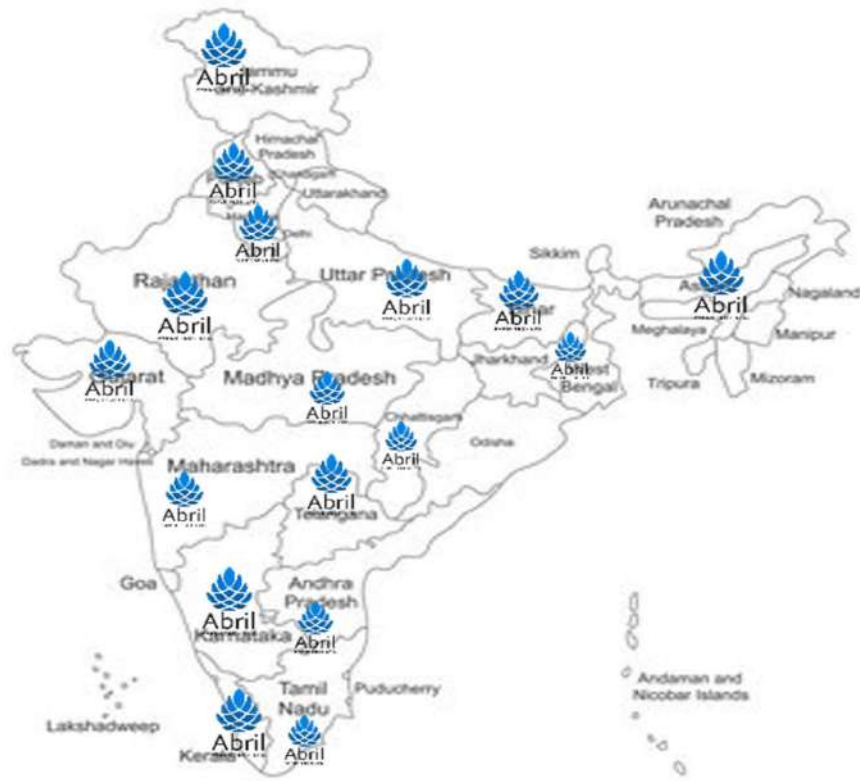 Abril
Jammu
and Kashmir
Himachal
Pradesh
Chandigarh
Abril
Uttarakhand
Abril
Delhi
Arunachal
Pradesh
Sikkim
Rajasthan
Abril
Uttar Pradesh
Abril
Abril
Abril
Nagaland
Meghalaya
Manipur
Tripura
Mizoram
Jharkhand
Abril
West
Bengal
Gujarat
Abril
Madhya Pradesh
Abril
Chhattisgarh
Abril
Odisha
Daman and Diu
Dadra and Nagar Haveli
Maharashtra
Abril
Abril
Telangana
Goa
Abril
Karnataka
Andhra
Pradesh
Abril
Tamil
Nadu
Puducherry
Andaman and
Nicobar Islands
Lakshadweep
Abril
Kerala
Abril